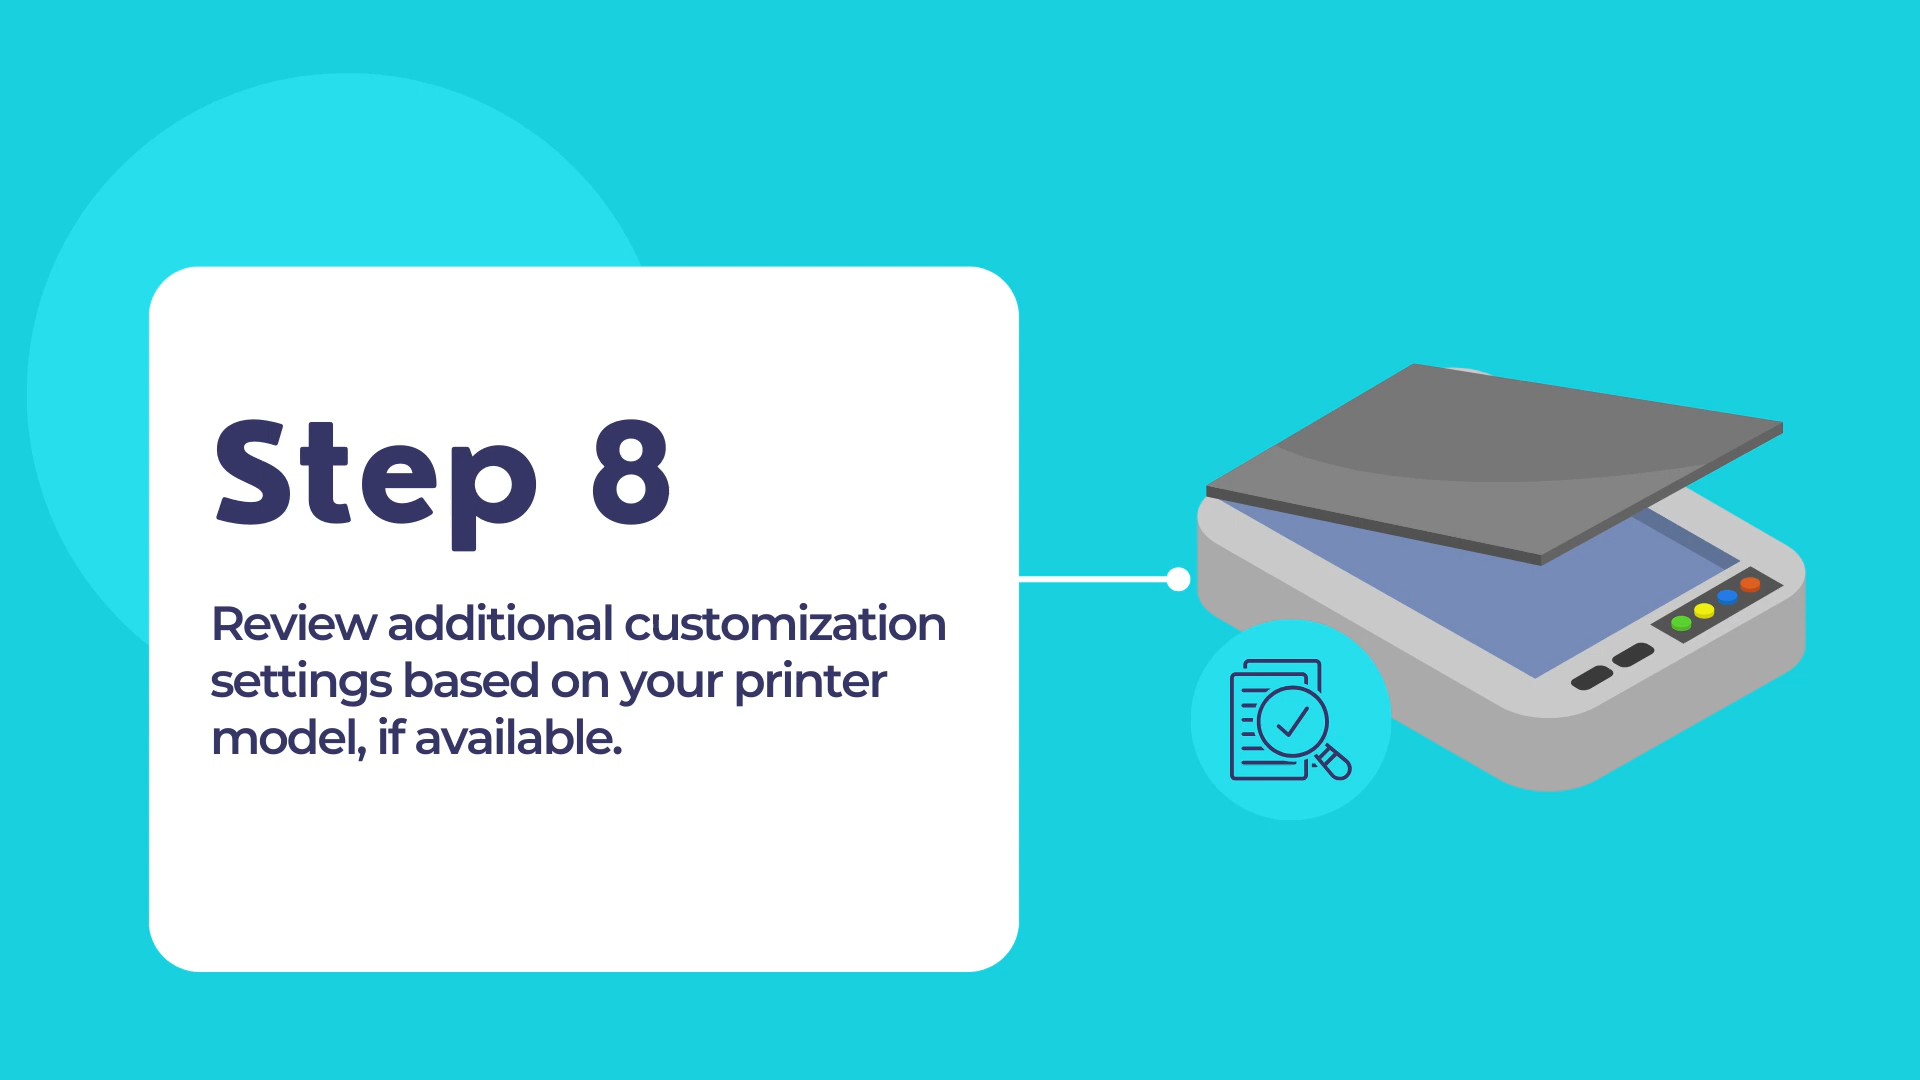 Step 8
Review additional customization
settings based on your printer
model, if available.